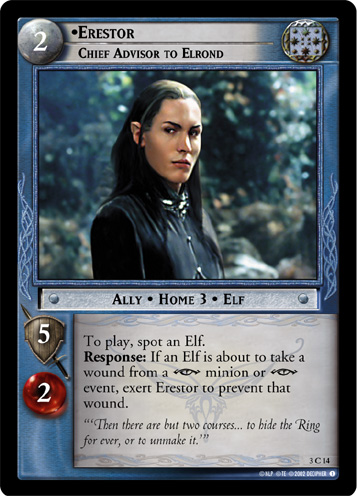 2
•Erestor
Chief Advisor to Elrond
Ally • Home 3 • Elf
5
2
To play, spot an Elf.
Response: If an Elf is about to take a
wound from a minion or
event, exert Erestor to prevent that
wound.
“‘Then there are but two courses... to hide the Ring
for ever, or to unmake it.’”
3 C 14
©NLP ™TE ©2002 DECIPHER